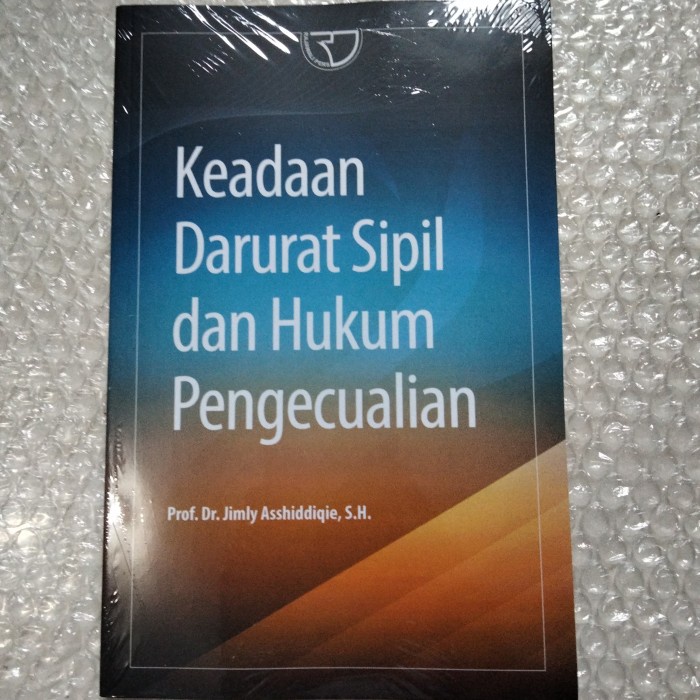 Keadaan
Darurat Sipil
dan Hukum
Pengecualian
Prof. Dr. Jimly Asshiddiqie, S.H.